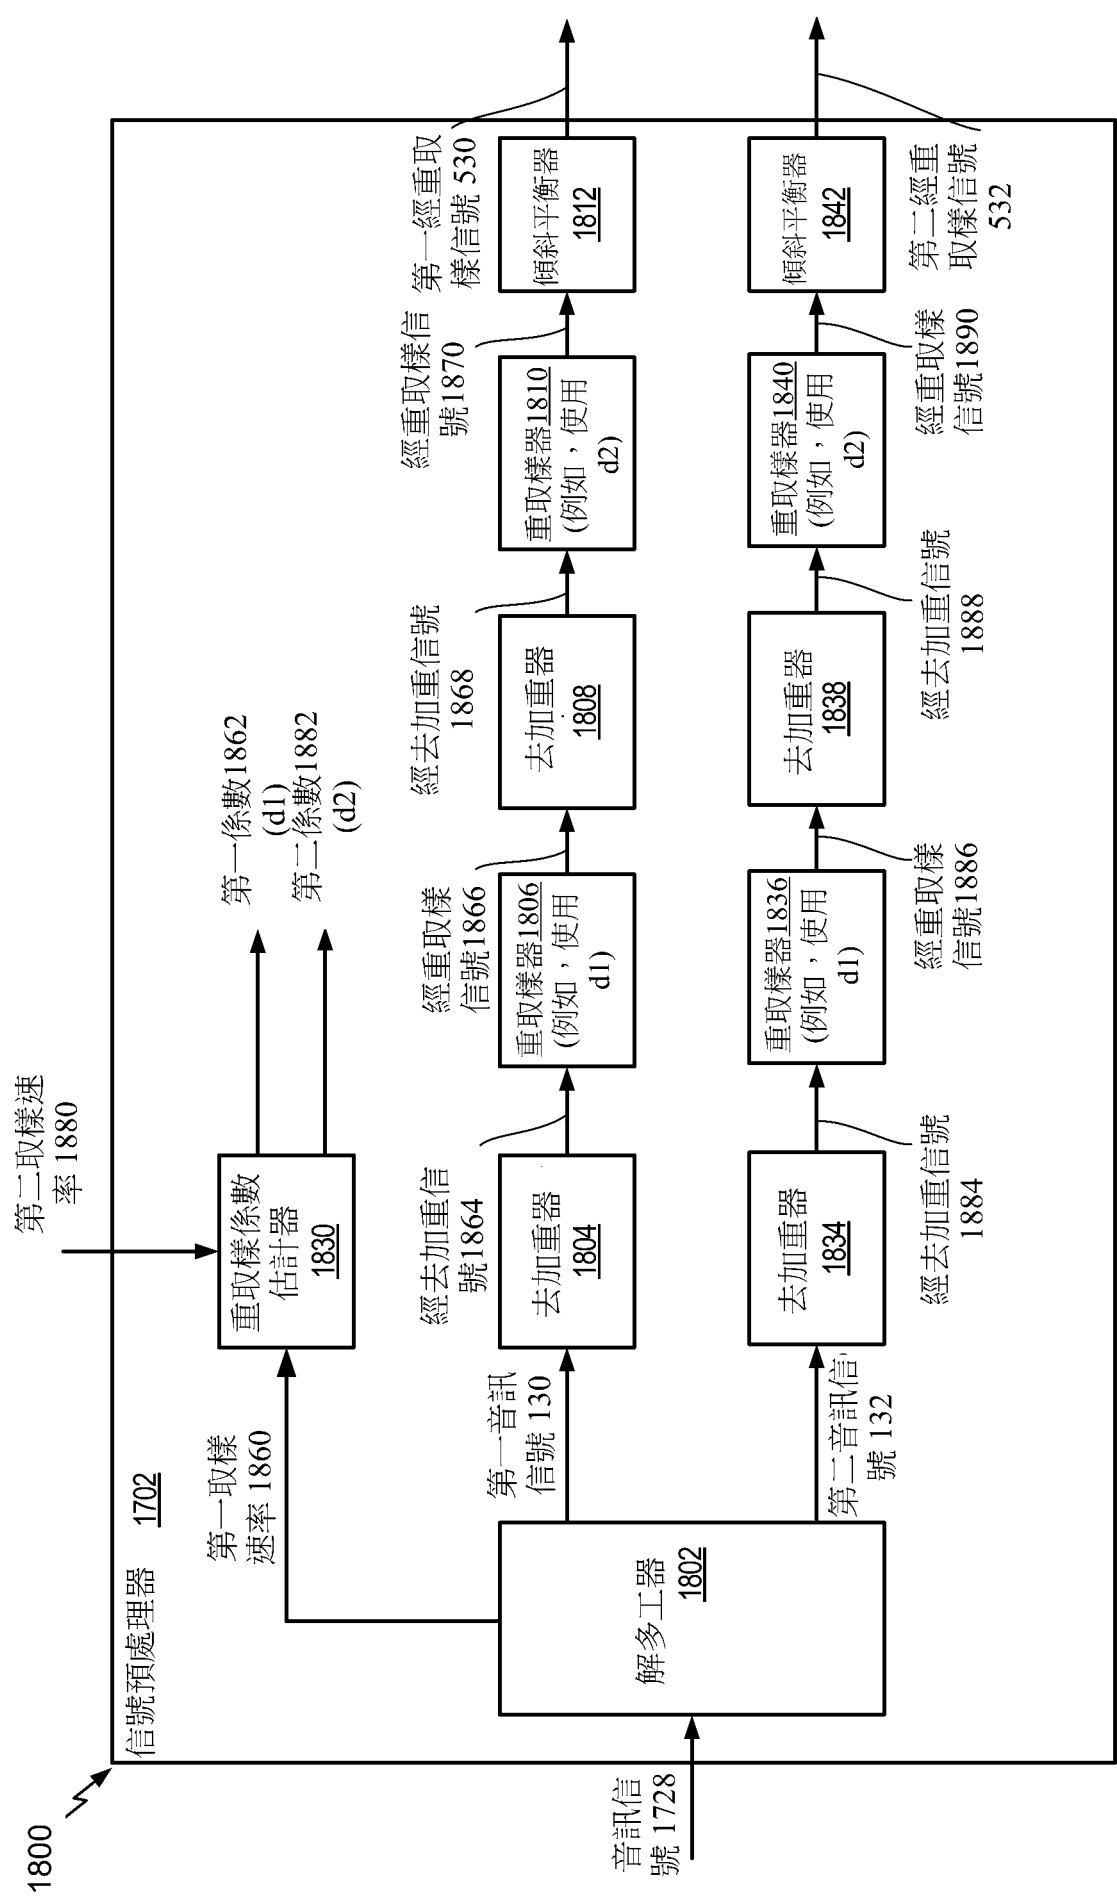 1800
信號預處理器
1702
第二取樣速
率 1880
第一取樣
速率 1860
重取樣係數
估計器
1830
第一係數1862
(d1)
第二係數1882
(d2)
音訊信
號 1728
解多工器
1802
第一音訊
信號 130
去加重器
1804
經去加重信
號1864
重取樣器1806
(例如，使用
d1)
經重取樣
信號1866
去加重器
1808
經去加重信號
1868
重取樣器1810
(例如，使用
d2)
經重取樣信
號1870
傾斜平衡器
1812
第一經重取
樣信號 530
第二音訊信
號 132
去加重器
1834
經去加重信號
1884
重取樣器1836
(例如，使用
d1)
經重取樣
信號1886
去加重器
1838
經去加重信號
1888
重取樣器1840
(例如，使用
d2)
經重取樣
信號1890
傾斜平衡器
1842
第二經重
取樣信號
532